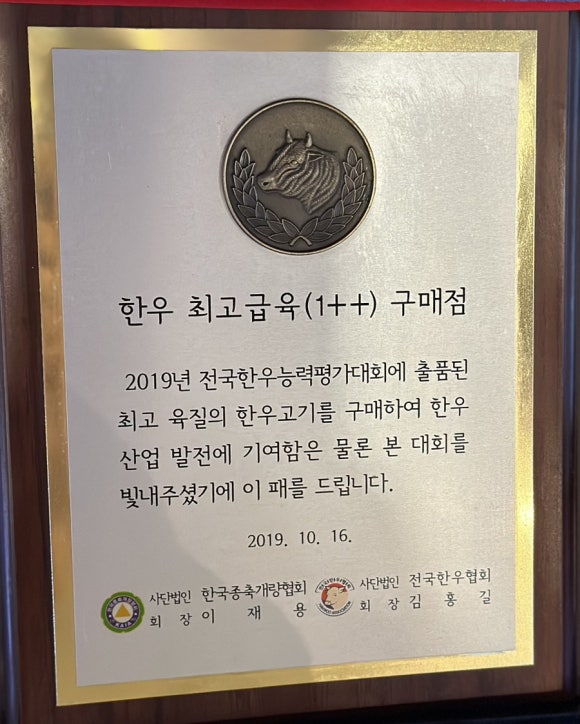 한우 최고급육(1++) 구매점
2019년 전국한우능력평가대회에 출품된
최고 육질의 한우고기를 구매하여 한우
산업 발전에 기여함은 물론 본 대회를
빛내주셨기에 이 패를 드립니다.
2019. 10. 16.
사단법인 한국종축개량협회
회 장 이 재 용
사단법인 전국한우협회
회 장 김 홍 길